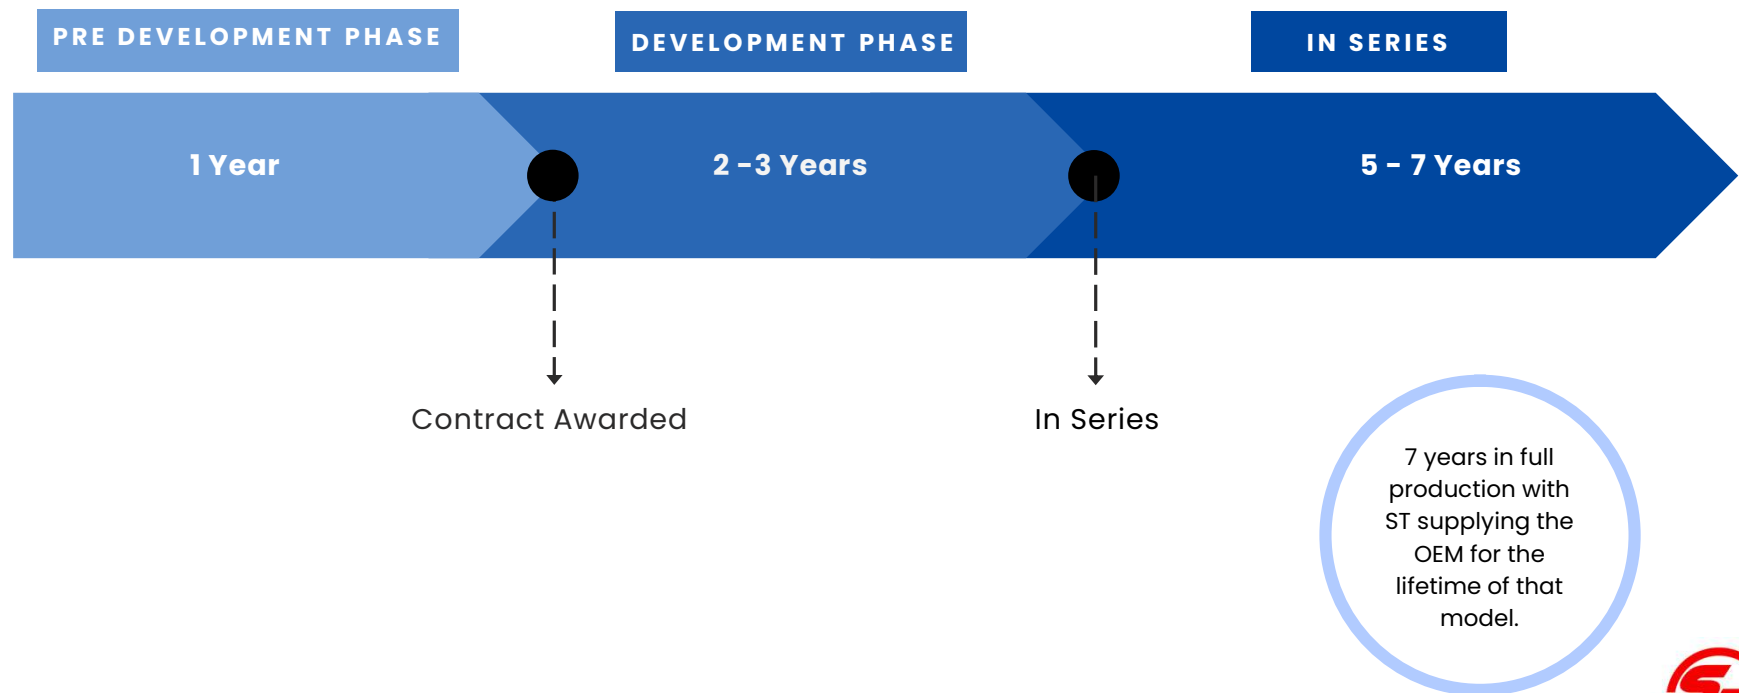 PRE DEVELOPMENT PHASE
DEVELOPMENT PHASE
IN SERIES
1 Year
2 -3 Years
5 - 7 Years
Contract Awarded
In Series
7 years in full
production with
ST supplying the
OEM for the
lifetime of that
model.